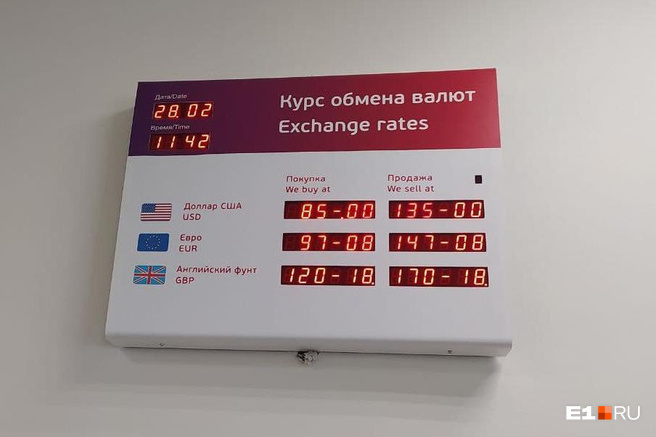 Дата/Date
28.02
Время/Time
11 42
Курс обмена валют
Exchange rates
Покупка
We buy at
Продажа
We sell at
Доллар США
USD
85-00
135-00
Евро
EUR
97-08
147-08
Английский фунт
GBP
120-18.
170-18.
E1.RU